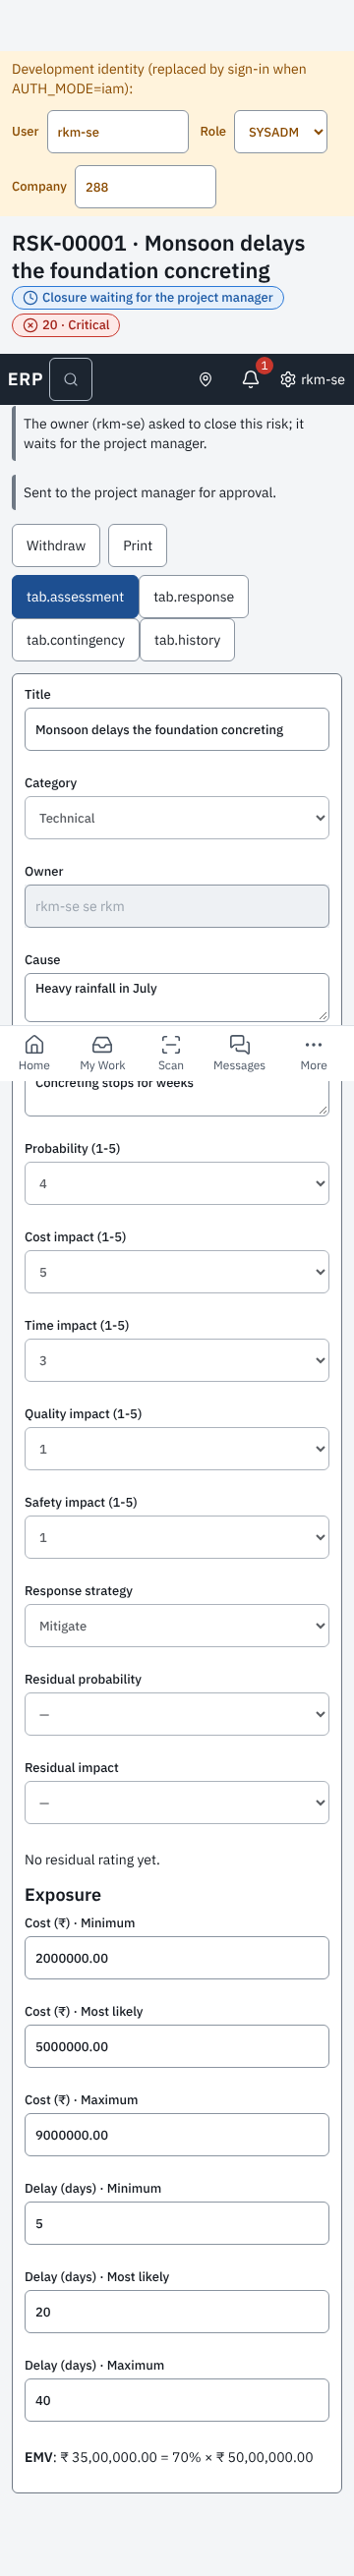 Development identity (replaced by sign-in when
AUTH_MODE=iam):
User rkm-se Role SYSADM
Company 288
RSK-00001 · Monsoon delays
the foundation concreting
Closure waiting for the project manager
20 · Critical
ERP 1 rkm-se
The owner (rkm-se) asked to close this risk; it
waits for the project manager.
Sent to the project manager for approval.
Withdraw Print
tab.assessment tab.response
tab.contingency tab.history
Title
Monsoon delays the foundation concreting
Category
Technical
Owner
rkm-se se rkm
Cause
Heavy rainfall in July
Home My Work Scan Messages More
Concreting stops for weeks
Probability (1-5)
4
Cost impact (1-5)
5
Time impact (1-5)
3
Quality impact (1-5)
1
Safety impact (1-5)
1
Response strategy
Mitigate
Residual probability
—
Residual impact
—
No residual rating yet.
Exposure
Cost (₹) · Minimum
2000000.00
Cost (₹) · Most likely
5000000.00
Cost (₹) · Maximum
9000000.00
Delay (days) · Minimum
5
Delay (days) · Most likely
20
Delay (days) · Maximum
40
EMV: ₹ 35,00,000.00 = 70% × ₹ 50,00,000.00